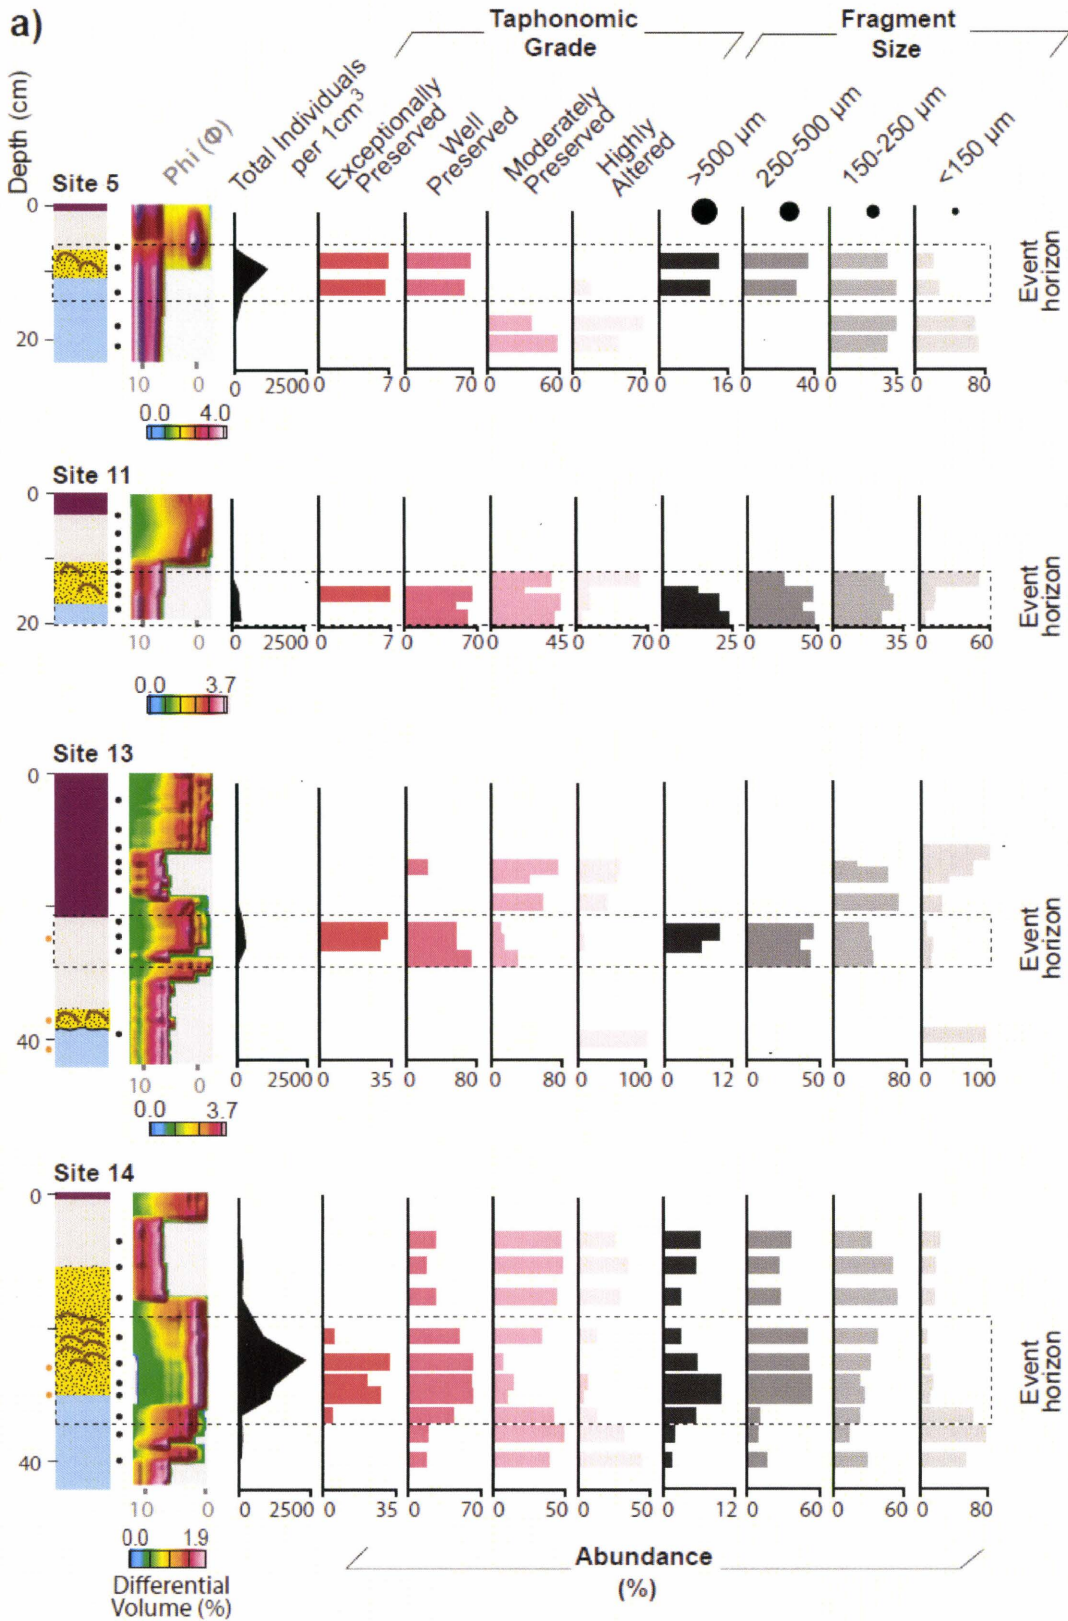 a)
Taphonomic Grade
Fragment Size
Depth (cm)
Phi (Φ)
Total Individuals per 1cm³
Exceptionally Preserved
Well Preserved
Moderately Preserved
Highly Altered
>500 µm
250-500 µm
150-250 µm
<150 µm
Site 5
0
20
10 0
0 2500
0 7
0 70
0 60
0 70
0 16
0 40
0 35
0 80
0.0 4.0
Event horizon
Site 11
0
20
10 0
0 2500
0 7
0 70
0 45
0 70
0 25
0 50
0 35
0 60
0.0 3.7
Event horizon
Site 13
0
40
10 0
0 2500
0 35
0 80
0 80
0 100
0 12
0 50
0 80
0 100
0.0 3.7
Event horizon
Site 14
0
40
10 0
0 2500
0 35
0 70
0 50
0 50
0 12
0 60
0 60
0 80
0.0 1.9
Event horizon
Differential Volume (%)
Abundance (%)